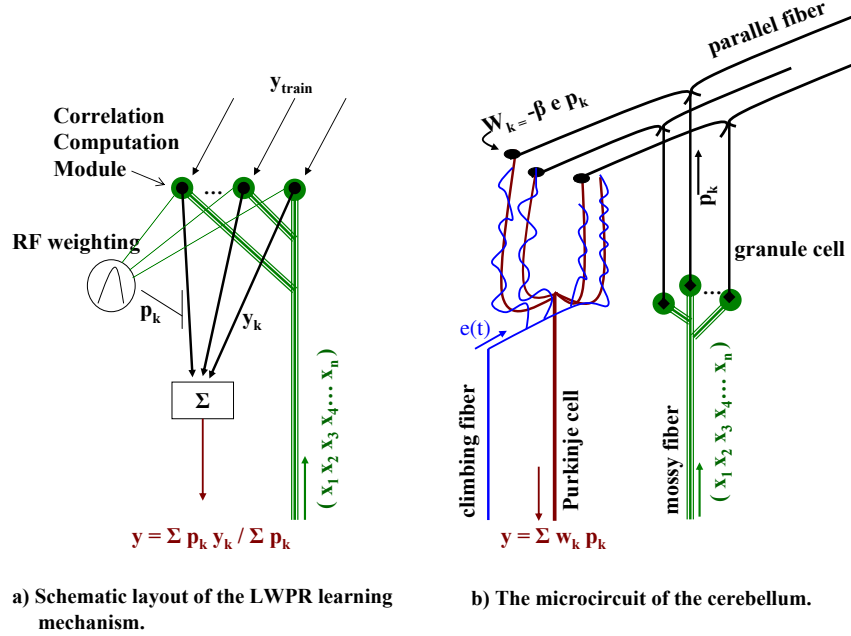 y_train
Correlation
Computation
Module
...
RF weighting
p_k
y_k
Σ
( x_1 x_2 x_3 x_4... x_n )
y = Σ p_k y_k / Σ p_k
a) Schematic layout of the LWPR learning
mechanism.
parallel fiber
W_k = -β e p_k
p_k
granule cell
...
e(t)
climbing fiber
Purkinje cell
mossy fiber
( x_1 x_2 x_3 x_4... x_n )
y = Σ w_k p_k
b) The microcircuit of the cerebellum.